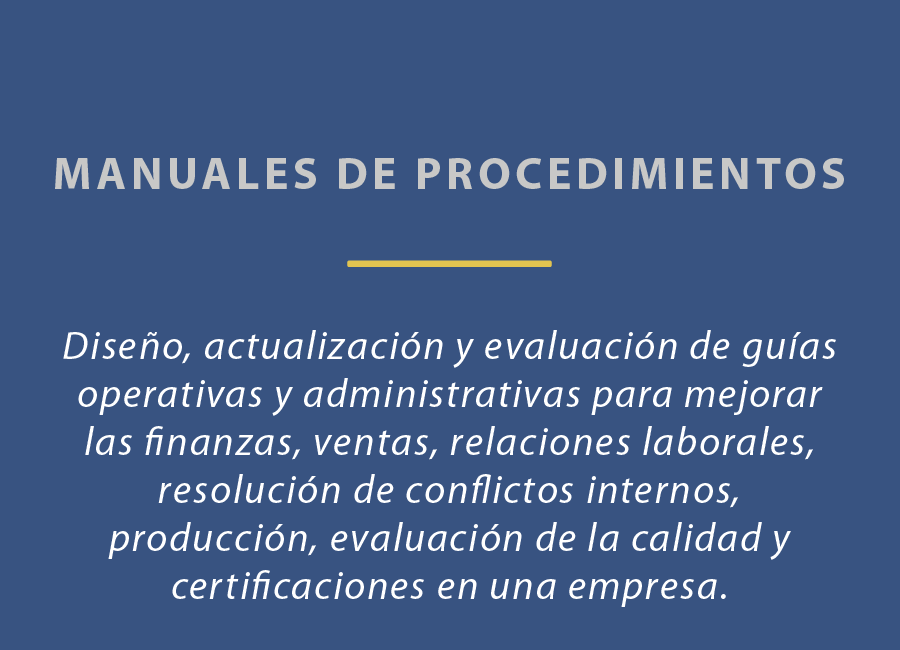 MANUALES DE PROCEDIMIENTOS
Diseño, actualización y evaluación de guías
operativas y administrativas para mejorar
las finanzas, ventas, relaciones laborales,
resolución de conflictos internos,
producción, evaluación de la calidad y
certificaciones en una empresa.